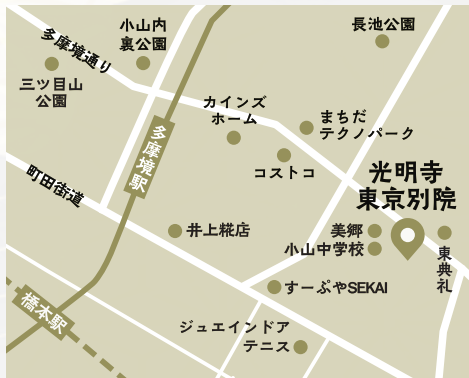 小山内
裏公園
長池公園
多摩境通り
三ツ目山
公園
カインズ
ホーム
まちだ
テクノパーク
多摩境駅
コストコ
光明寺
東京別院
町田街道
井上糀店
美郷
小山中学校
東典礼
すーぷやSEKAI
橋本駅
ジュエインドア
テニス